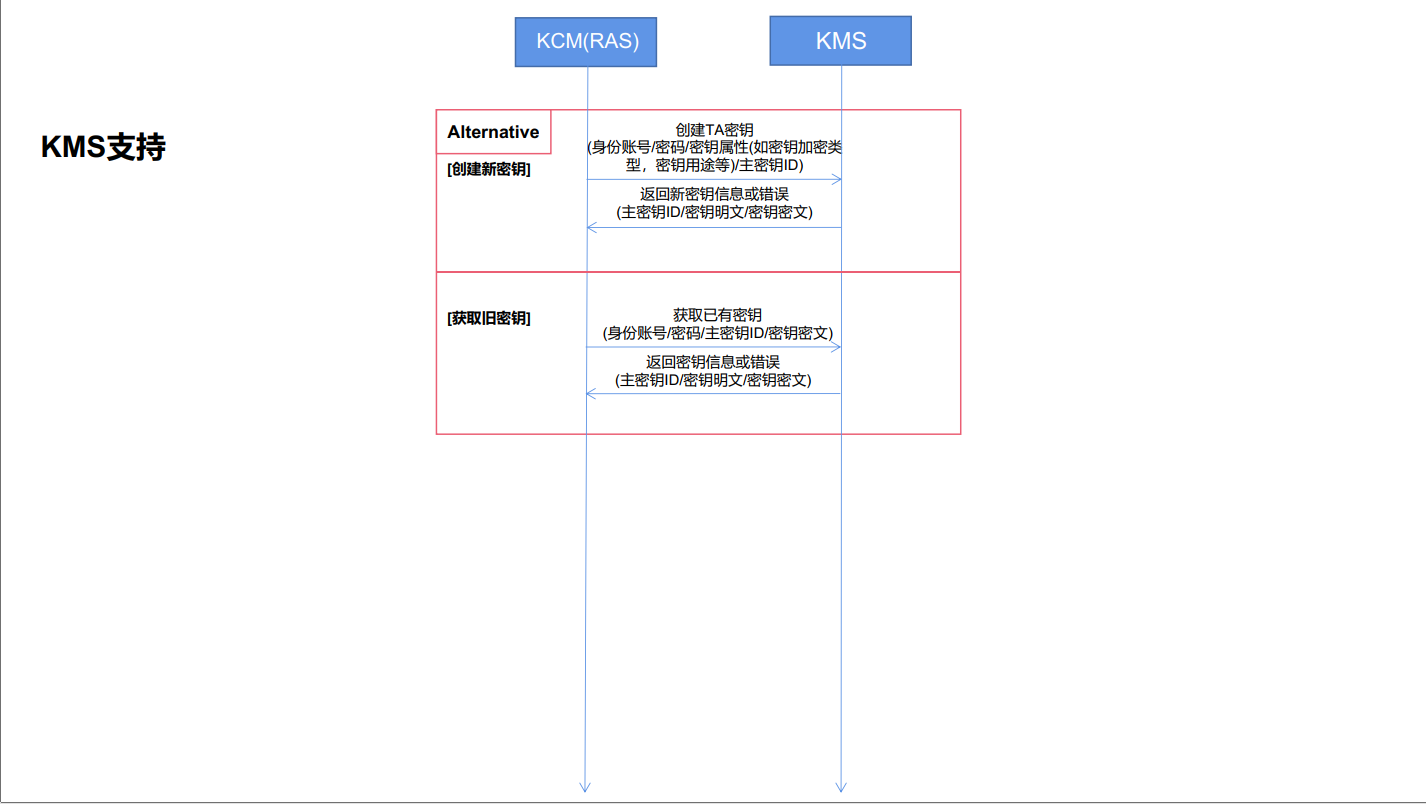 KCM(RAS)
KMS
KMS支持
Alternative
[创建新密钥]
创建TA密钥
(身份账号/密码/密钥属性(如密钥加密类
型，密钥用途等)/主密钥ID)
返回新密钥信息或错误
(主密钥ID/密钥明文/密钥密文)
[获取旧密钥]
获取已有密钥
(身份账号/密码/主密钥ID/密钥密文)
返回密钥信息或错误
(主密钥ID/密钥明文/密钥密文)